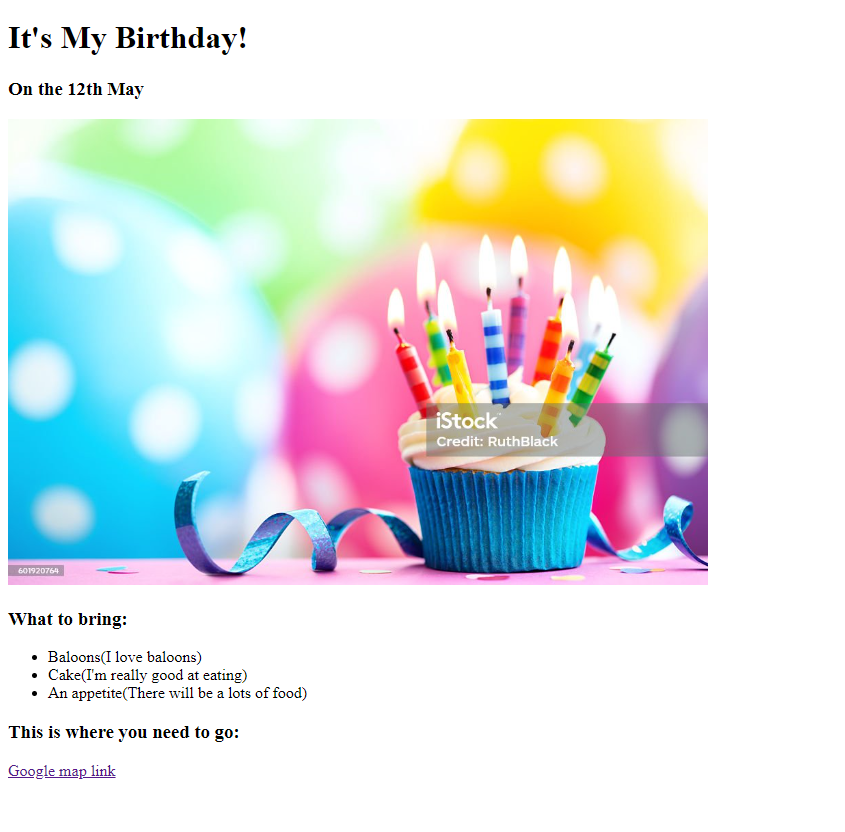 It's My Birthday!
On the 12th May
iStock
Credit: RuthBlack
601920764
What to bring:
Baloons(I love baloons)
Cake(I'm really good at eating)
An appetite(There will be a lots of food)
This is where you need to go:
Google map link